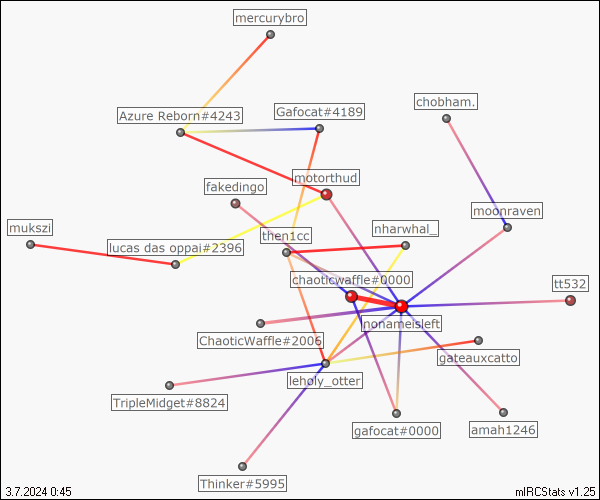 mercurybro
Azure Reborn#4243
Gafocat#4189
chobham.
fakedingo
motorthud
moonraven
mukszi
lucas das oppai#2396
then1cc
nharwhal_
chaoticwaffle#0000
tt532
nonameisleft
ChaoticWaffle#2006
gateauxcatto
leholy_otter
TripleMidget#8824
gafocat#0000
amah1246
Thinker#5995
3.7.2024 0:45
mIRCStats v1.25